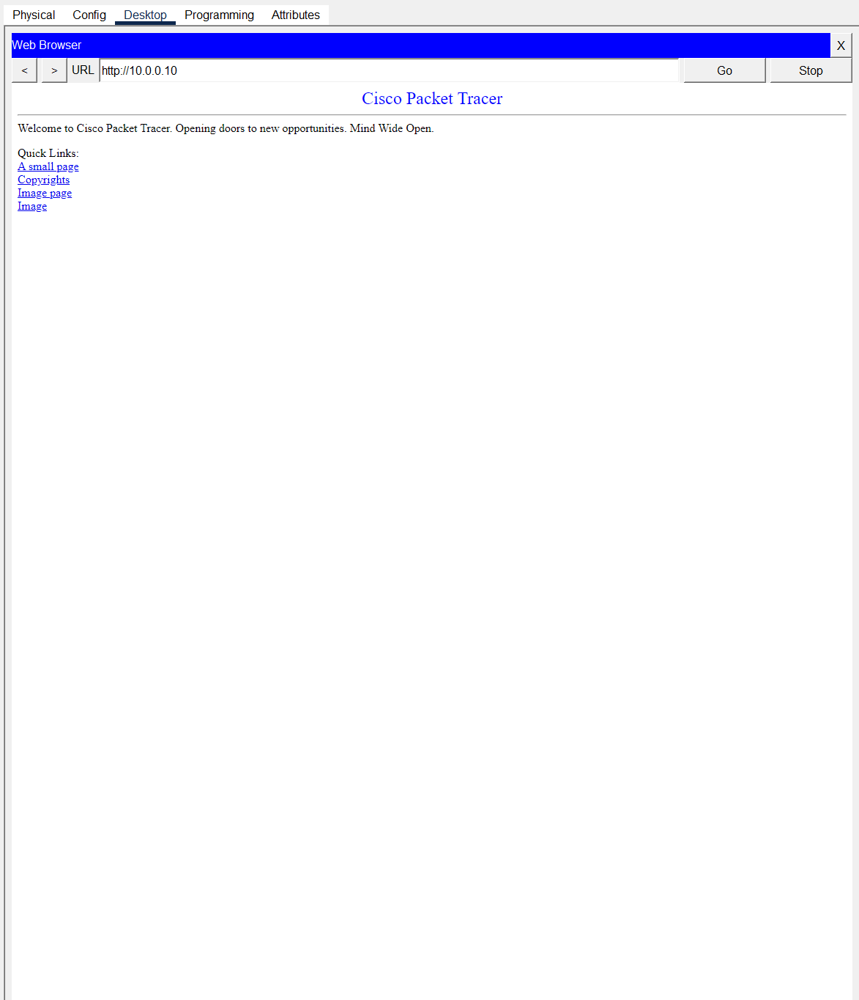 Physical Config Desktop Programming Attributes
Web Browser X
< > URL http://10.0.0.10 Go Stop
Cisco Packet Tracer
Welcome to Cisco Packet Tracer. Opening doors to new opportunities. Mind Wide Open.
Quick Links:
A small page
Copyrights
Image page
Image